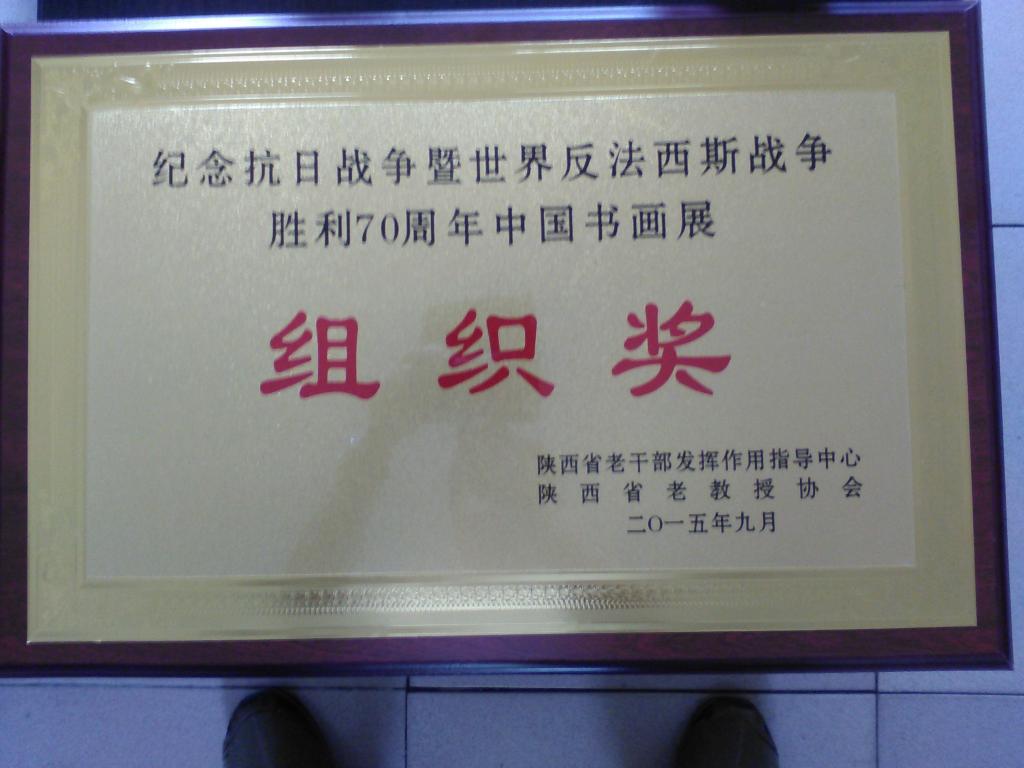 纪念抗日战争暨世界反法西斯战争
胜利70周年中国书画展
组织奖
陕西省老干部发挥作用指导中心
陕西省老教授协会
二O一五年九月